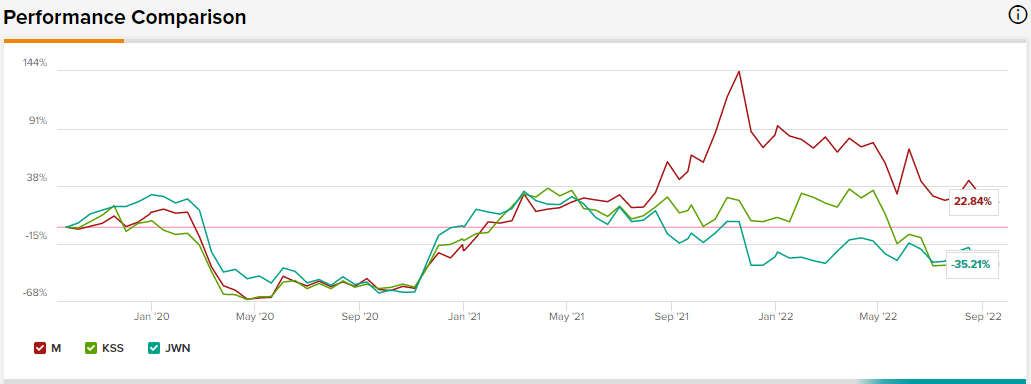 Performance Comparison
144%
91%
38%
-15%
-68%
22.84%
-35.21%
Jan '20
May '20
Sep '20
Jan '21
May '21
Sep '21
Jan '22
May '22
Sep '22
M
KSS
JWN